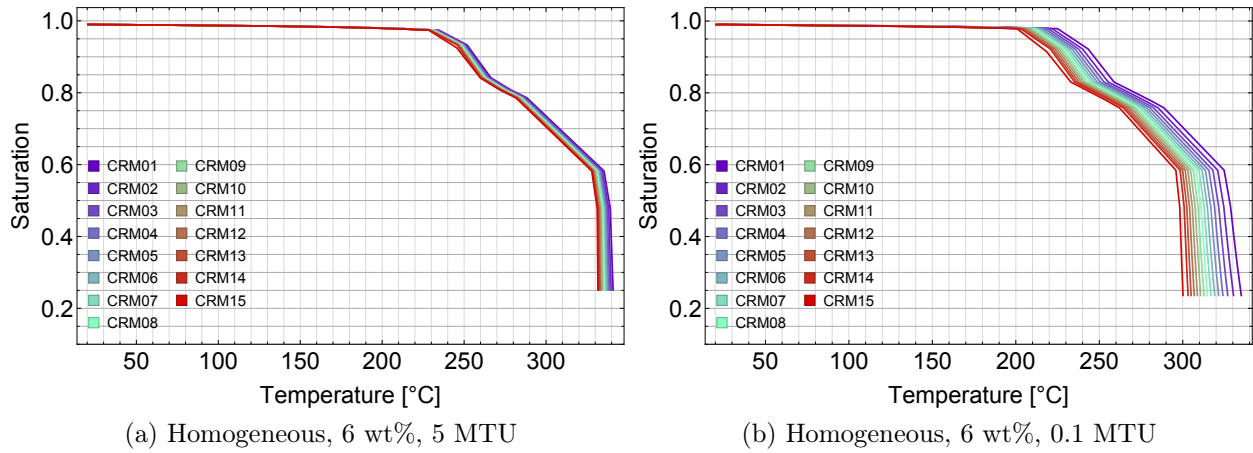 1.0
0.8
0.6
0.4
0.2
Saturation
CRM01
CRM02
CRM03
CRM04
CRM05
CRM06
CRM07
CRM08
CRM09
CRM10
CRM11
CRM12
CRM13
CRM14
CRM15
50 100 150 200 250 300
Temperature [°C]
(a) Homogeneous, 6 wt%, 5 MTU
1.0
0.8
0.6
0.4
0.2
Saturation
CRM01
CRM02
CRM03
CRM04
CRM05
CRM06
CRM07
CRM08
CRM09
CRM10
CRM11
CRM12
CRM13
CRM14
CRM15
50 100 150 200 250 300
Temperature [°C]
(b) Homogeneous, 6 wt%, 0.1 MTU